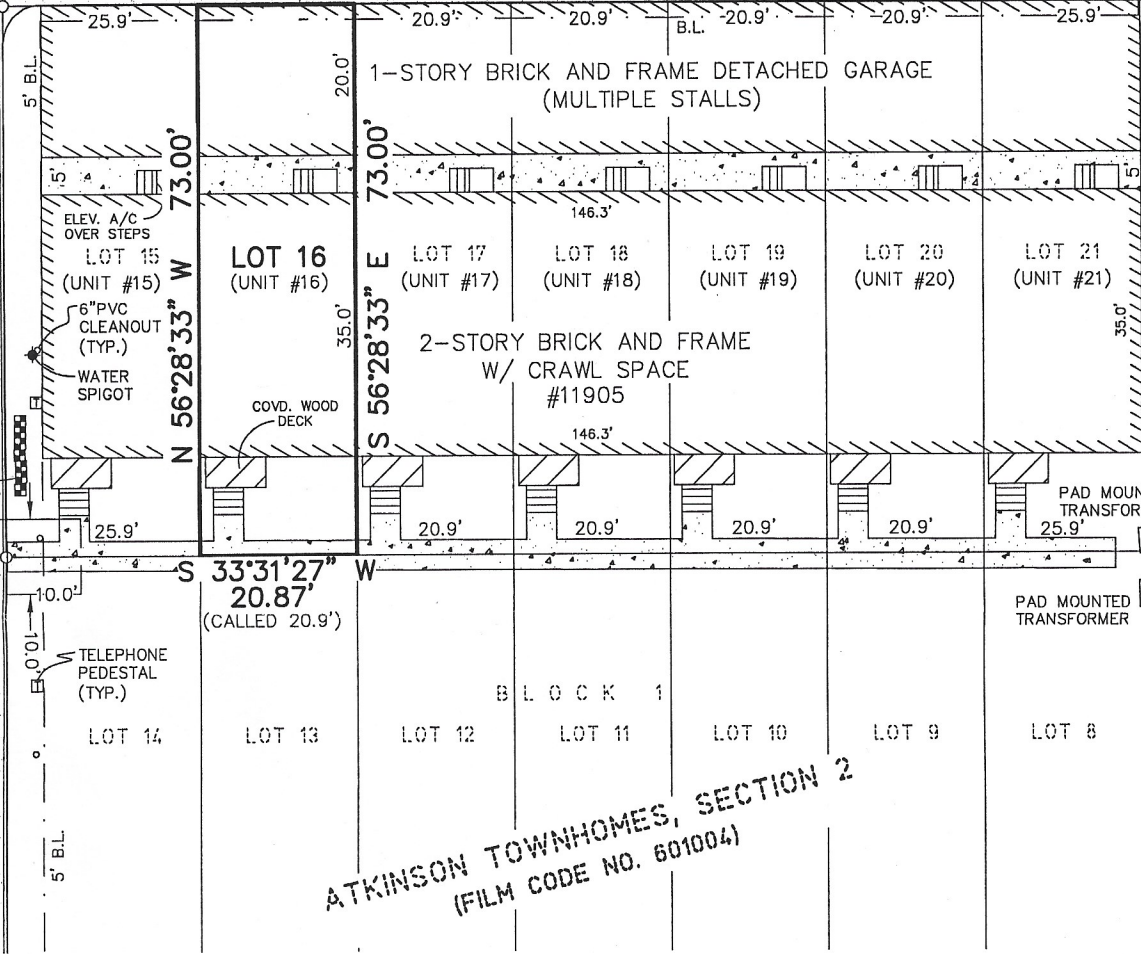 25.9' 20.9' 20.9' B.L. 20.9' 20.9' 25.9'
5' B.L.
20.0'
1-STORY BRICK AND FRAME DETACHED GARAGE
(MULTIPLE STALLS)
5'
5'
146.3'
ELEV. A/C
OVER STEPS
LOT 15
(UNIT #15)
LOT 16
(UNIT #16)
LOT 17
(UNIT #17)
LOT 18
(UNIT #18)
LOT 19
(UNIT #19)
LOT 20
(UNIT #20)
LOT 21
(UNIT #21)
N 56°28'33" W 73.00'
S 56°28'33" E 73.00'
35.0'
35.0'
6"PVC
CLEANOUT
(TYP.)
WATER
SPIGOT
T
2-STORY BRICK AND FRAME
W/ CRAWL SPACE
#11905
COVD. WOOD
DECK
146.3'
25.9' 20.9' 20.9' 20.9' 20.9' 25.9'
PAD MOUN
TRANSFOR
S 33°31'27" W
20.87'
(CALLED 20.9')
10.0'
10.0'
PAD MOUNTED
TRANSFORMER
TELEPHONE
PEDESTAL
(TYP.)
T
BLOCK 1
LOT 14 LOT 13 LOT 12 LOT 11 LOT 10 LOT 9 LOT 8
5' B.L.
ATKINSON TOWNHOMES, SECTION 2
(FILM CODE NO. 601004)